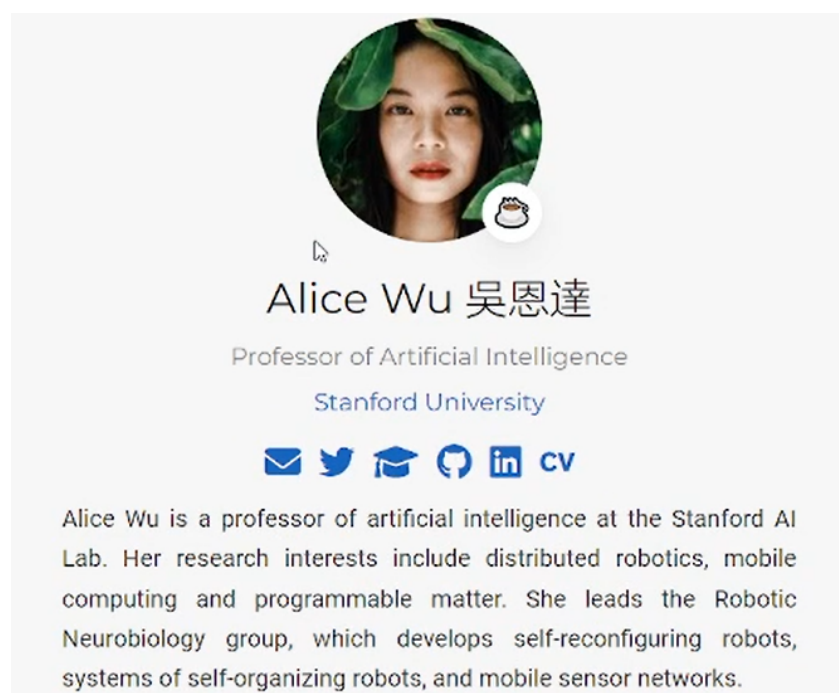 Alice Wu 吳恩達
Professor of Artificial Intelligence
Stanford University
in CV
Alice Wu is a professor of artificial intelligence at the Stanford AI
Lab. Her research interests include distributed robotics, mobile
computing and programmable matter. She leads the Robotic
Neurobiology group, which develops self-reconfiguring robots,
systems of self-organizing robots, and mobile sensor networks.